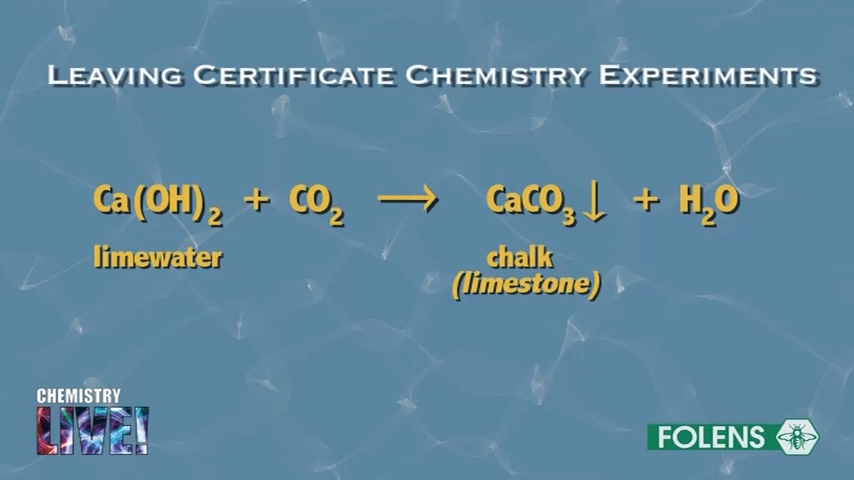 LEAVING CERTIFICATE CHEMISTRY EXPERIMENTS
Ca(OH)₂ + CO₂ ⟶ CaCO₃↓ + H₂O
limewater chalk
(limestone)
CHEMISTRY
LIVE!
FOLENS